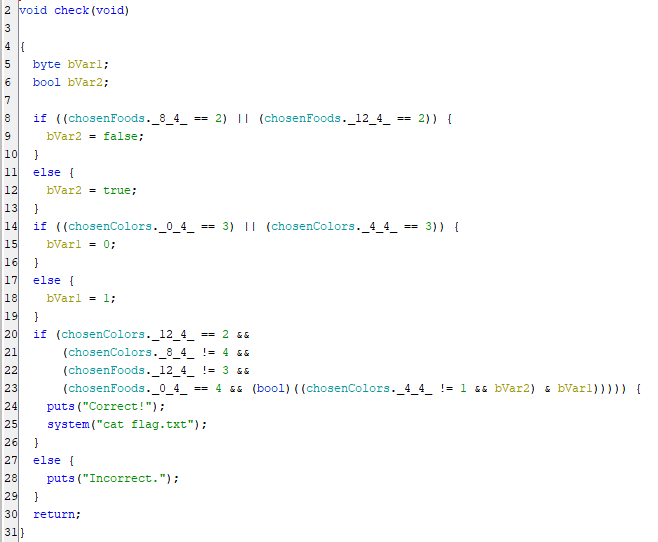 2 void check(void)
3
4 {
5   byte bVar1;
6   bool bVar2;
7
8   if ((chosenFoods._8_4_ == 2) || (chosenFoods._12_4_ == 2)) {
9     bVar2 = false;
10   }
11   else {
12     bVar2 = true;
13   }
14   if ((chosenColors._0_4_ == 3) || (chosenColors._4_4_ == 3)) {
15     bVar1 = 0;
16   }
17   else {
18     bVar1 = 1;
19   }
20   if (chosenColors._12_4_ == 2 &&
21       (chosenColors._8_4_ != 4 &&
22       (chosenFoods._12_4_ != 3 &&
23       (chosenFoods._0_4_ == 4 && (bool)((chosenColors._4_4_ != 1 && bVar2) & bVar1))))) {
24     puts("Correct!");
25     system("cat flag.txt");
26   }
27   else {
28     puts("Incorrect.");
29   }
30   return;
31 }